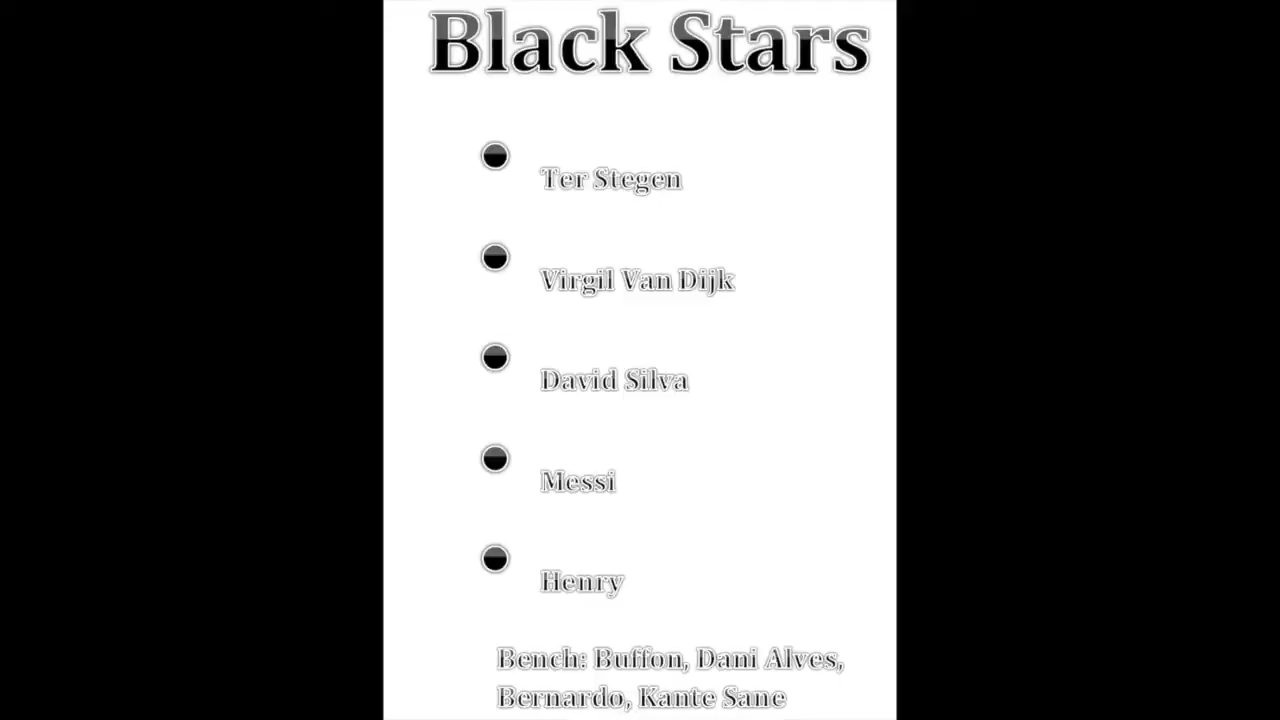 Black Stars
Ter Stegen
Virgil Van Dijk
David Silva
Messi
Henry
Bench: Buffon, Dani Alves,
Bernardo, Kante Sane